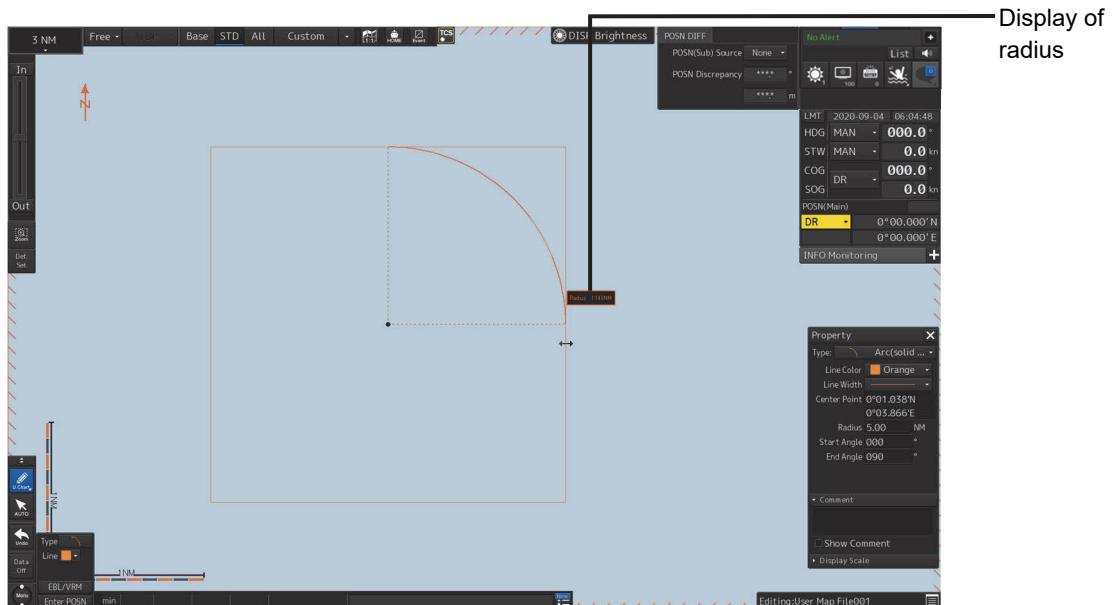 Display of
radius
3 NM
Free
Base STD All Custom
L1:1
HOME
Event
TCS
Brightness
POSN DIFF
POSN(Sub) Source None
POSN Discrepancy ****.* °
****.* m
No Alert
List
1
100
0
LMT 2020-09-04 06:04:48
HDG MAN 000.0 °
STW MAN 0.0 kn
COG 000.0 °
DR
SOG 0.0 kn
POSN(Main)
DR 0°00.000'N
0°00.000'E
INFO Monitoring
In
N
Out
Zoom
Def.
Set
Property
Type: Arc(solid ...
Line Color Orange
Line Width
Center Point 0°01.038'N
0°03.866'E
Radius 5.00 NM
Start Angle 000 °
End Angle 090 °
Comment
Show Comment
Display Scale
U.Chart
AUTO
Undo
Data
Off
Menu
1NM
Type
Line
1NM
EBL/VRM
Enter POSN
min
Editing:User Map File001